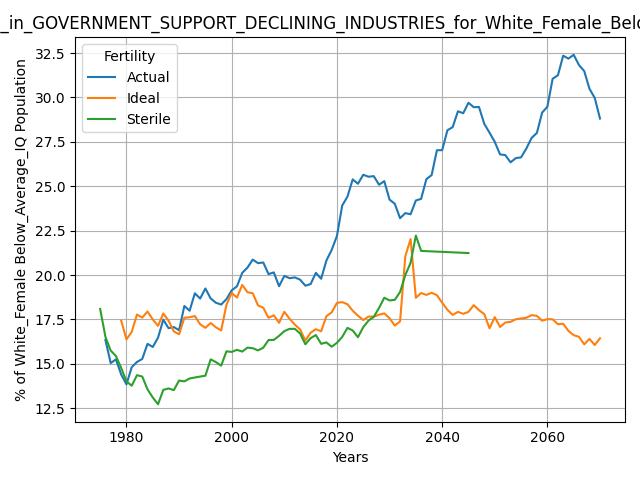 _in_GOVERNMENT_SUPPORT_DECLINING_INDUSTRIES_for_White_Female_Belo
Fertility
Actual
Ideal
Sterile
% of White_Female Below_Average_IQ Population
32.5
30.0
27.5
25.0
22.5
20.0
17.5
15.0
12.5
1980
2000
2020
2040
2060
Years